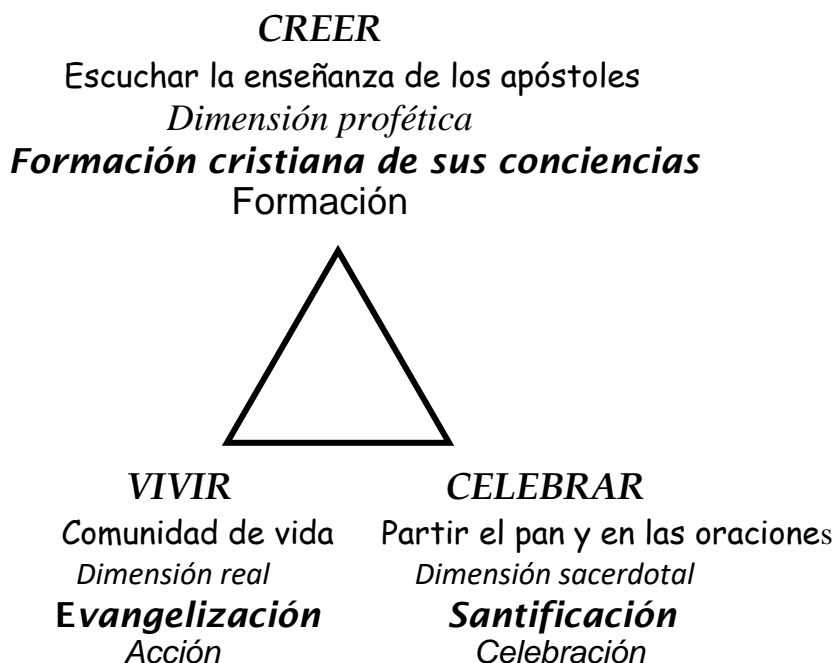 CREER
Escuchar la enseñanza de los apóstoles
Dimensión profética
Formación cristiana de sus conciencias
Formación
VIVIR CELEBRAR
Comunidad de vida Partir el pan y en las oraciones
Dimensión real Dimensión sacerdotal
Evangelización Santificación
Acción Celebración